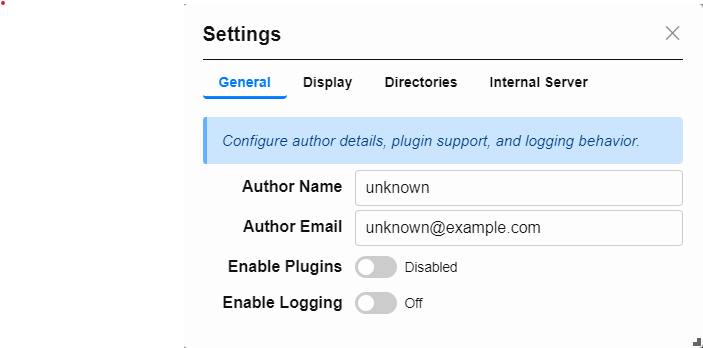 Settings
General Display Directories Internal Server
Configure author details, plugin support, and logging behavior.
Author Name unknown
Author Email unknown@example.com
Enable Plugins Disabled
Enable Logging Off